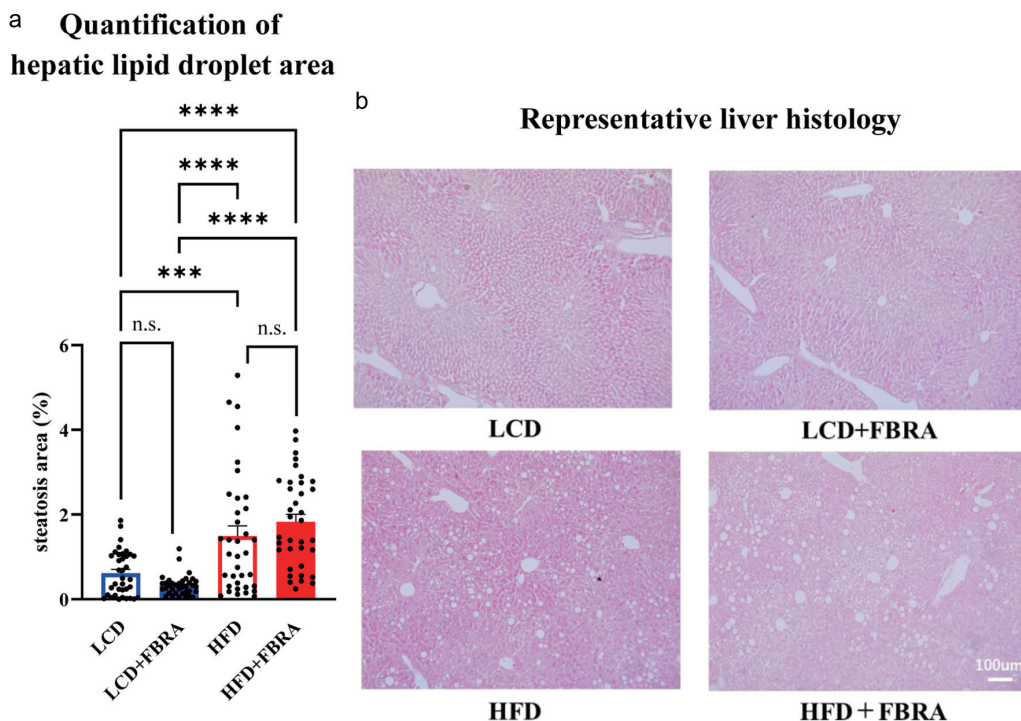 a
Quantification of
hepatic lipid droplet area
****
****
****
***
n.s.
n.s.
6
4
2
0
steatosis area (%)
LCD
LCD+FBRA
HFD
HFD+FBRA
b
Representative liver histology
LCD
LCD+FBRA
HFD
100um
HFD + FBRA